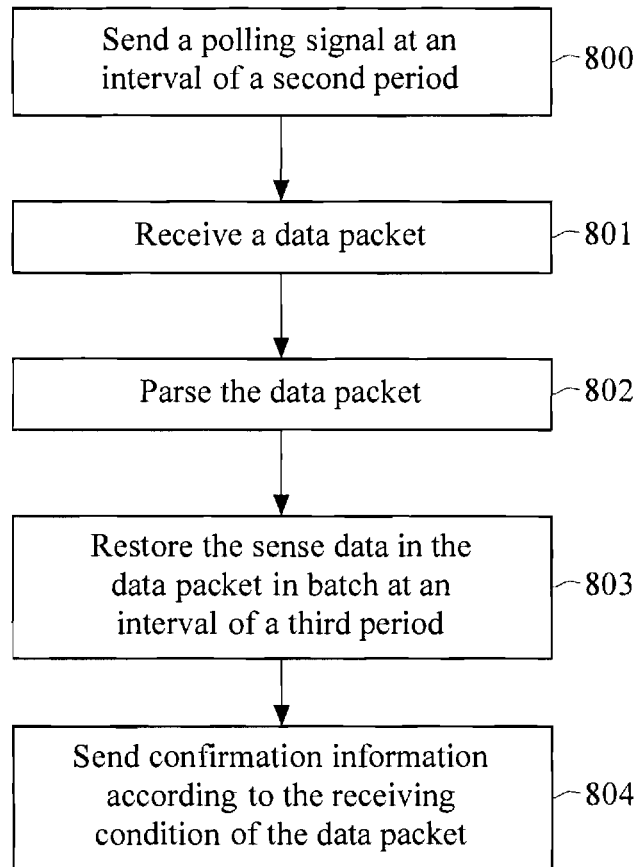 Send a polling signal at an
interval of a second period
800
Receive a data packet
801
Parse the data packet
802
Restore the sense data in the
data packet in batch at an
interval of a third period
803
Send confirmation information
according to the receiving
condition of the data packet
804